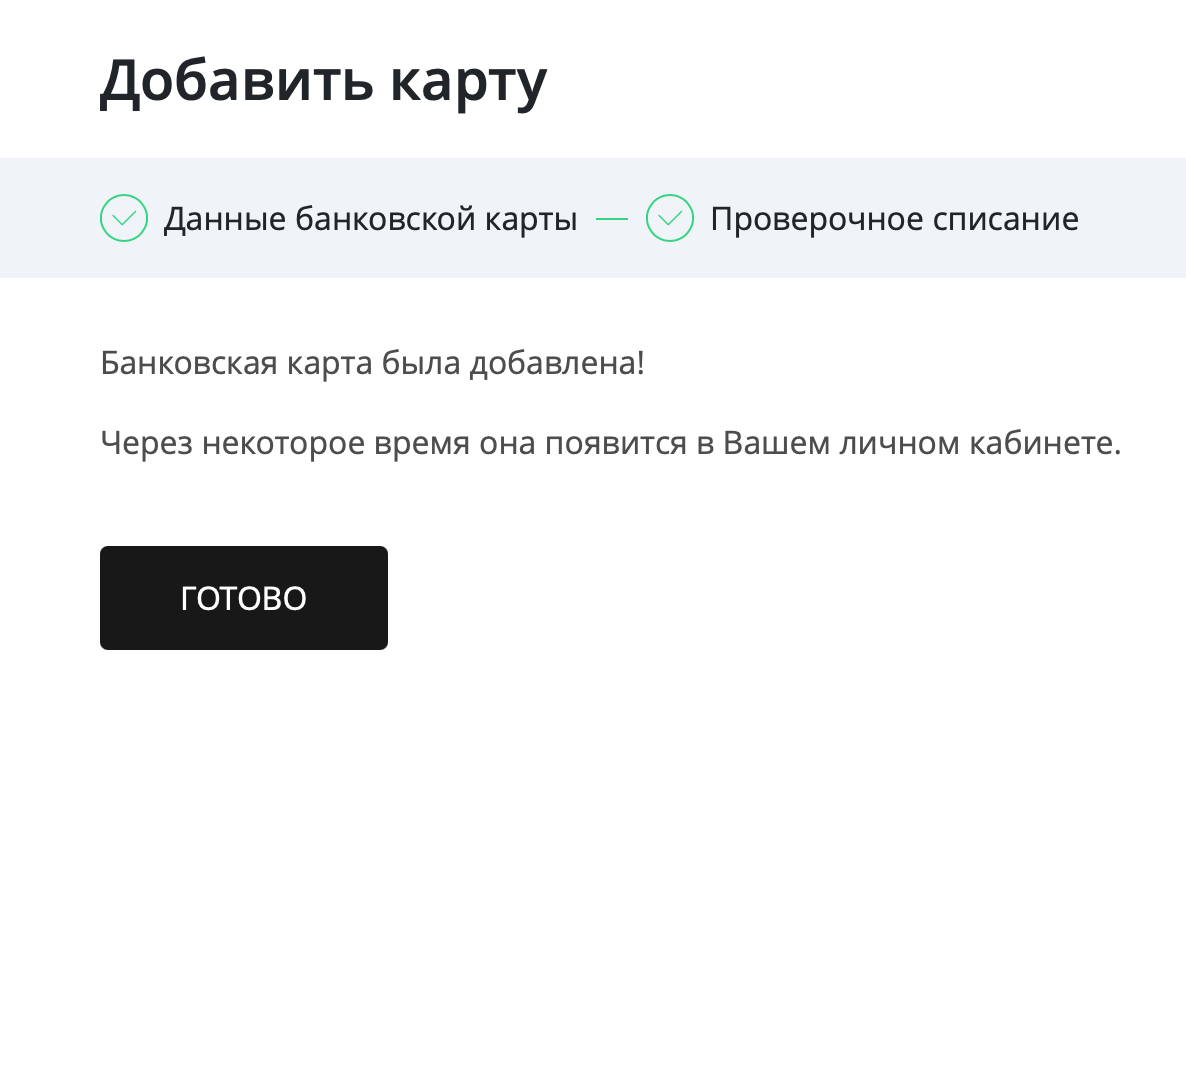 Добавить карту
Данные банковской карты — Проверочное списание
Банковская карта была добавлена!
Через некоторое время она появится в Вашем личном кабинете.
ГОТОВО